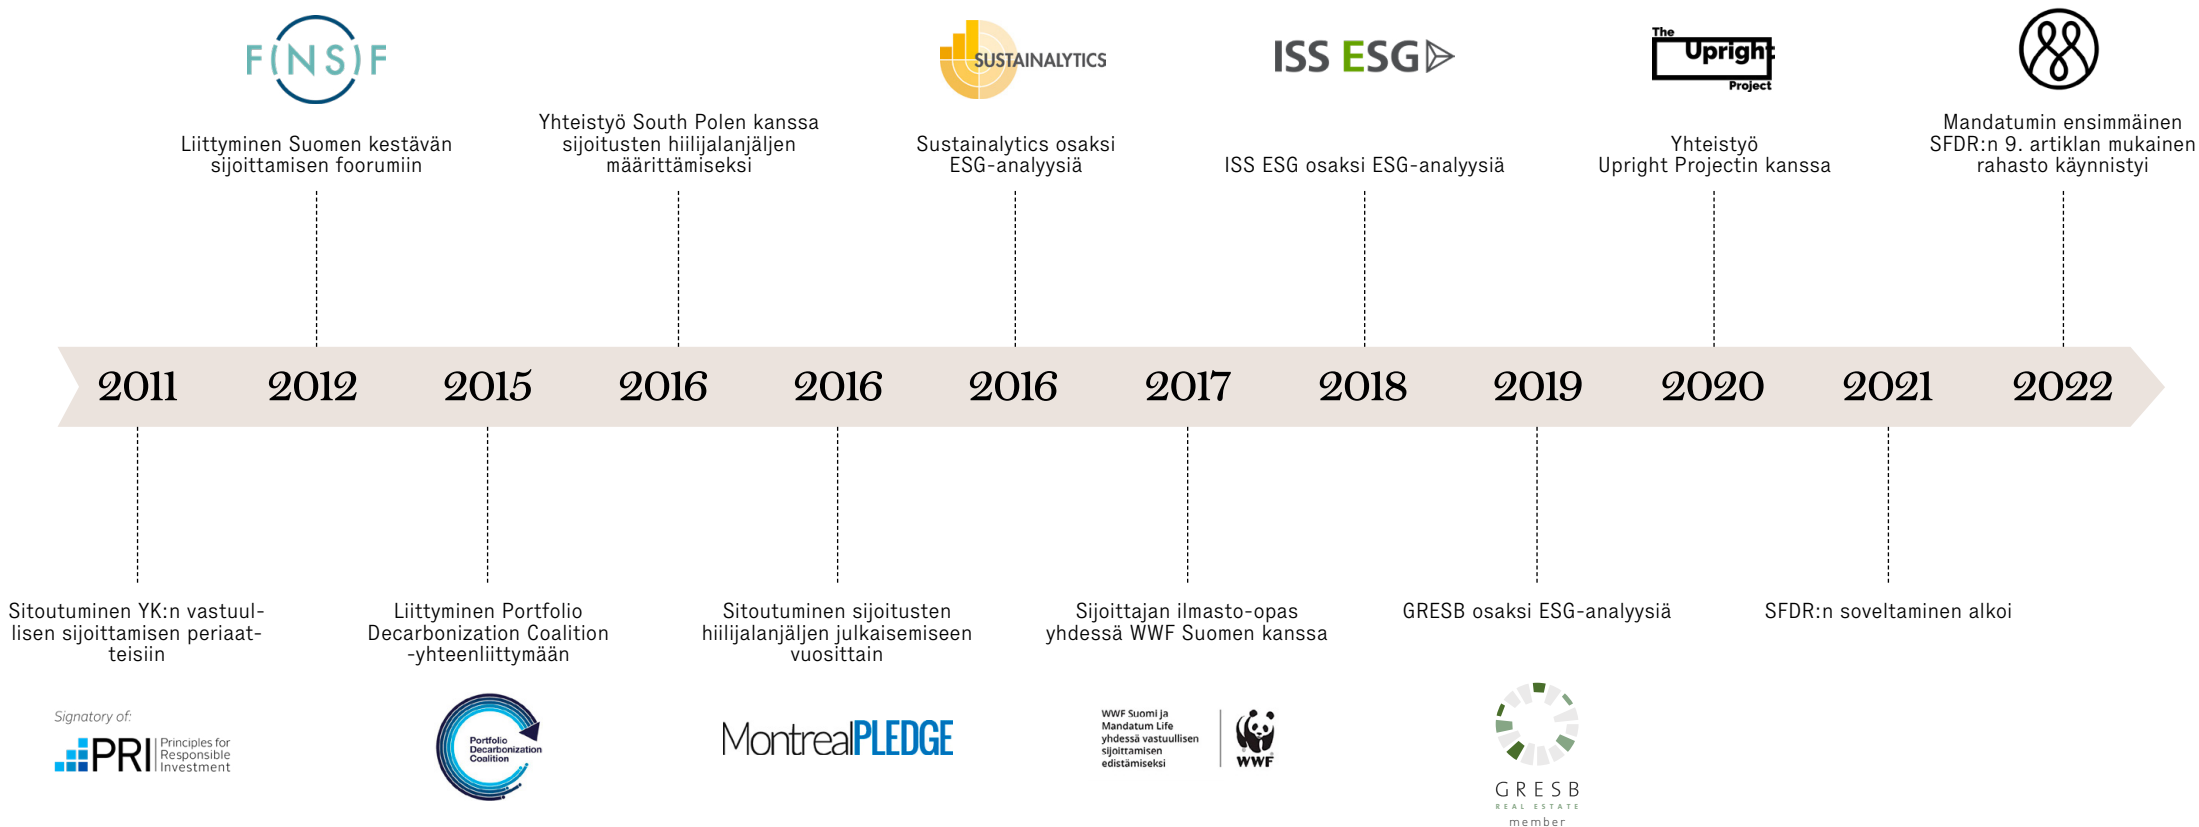 FINSIF
Liittyminen Suomen kestävän
sijoittamisen foorumiin
Yhteistyö South Polen kanssa
sijoitusten hiilijalanjäljen
määrittämiseksi
SUSTAINALYTICS
Sustainalytics osaksi
ESG-analyysiä
ISS ESG
ISS ESG osaksi ESG-analyysiä
The
Upright
Project
Yhteistyö
Upright Projectin kanssa
Mandatumin ensimmäinen
SFDR:n 9. artiklan mukainen
rahasto käynnistyi
2011 2012 2015 2016 2016 2016 2017 2018 2019 2020 2021 2022
Sitoutuminen YK:n vastuul-
lisen sijoittamisen periaat-
teisiin
Signatory of:
PRI
Principles for
Responsible
Investment
Liittyminen Portfolio
Decarbonization Coalition
-yhteenliittymään
Portfolio
Decarbonization
Coalition
Sitoutuminen sijoitusten
hiilijalanjäljen julkaisemiseen
vuosittain
MontrealPLEDGE
Sijoittajan ilmasto-opas
yhdessä WWF Suomen kanssa
WWF Suomi ja
Mandatum Life
yhdessä vastuullisen
sijoittamisen
edistämiseksi
WWF
GRESB osaksi ESG-analyysiä
GRESB
REAL ESTATE
member
SFDR:n soveltaminen alkoi